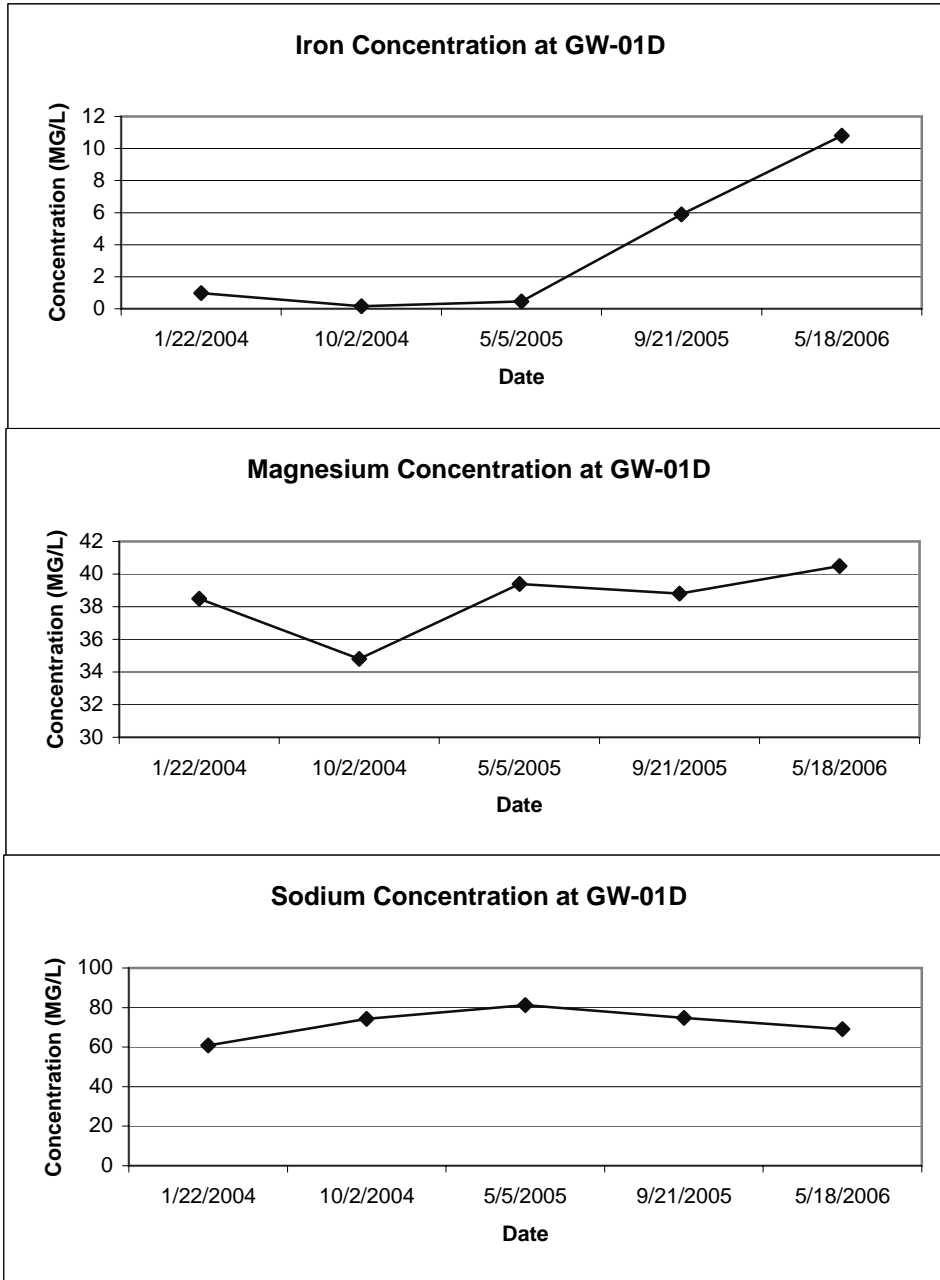 Iron Concentration at GW-01D
Concentration (MG/L)
12
10
8
6
4
2
0
1/22/2004 10/2/2004 5/5/2005 9/21/2005 5/18/2006
Date
Magnesium Concentration at GW-01D
Concentration (MG/L)
42
40
38
36
34
32
30
1/22/2004 10/2/2004 5/5/2005 9/21/2005 5/18/2006
Date
Sodium Concentration at GW-01D
Concentration (MG/L)
100
80
60
40
20
0
1/22/2004 10/2/2004 5/5/2005 9/21/2005 5/18/2006
Date